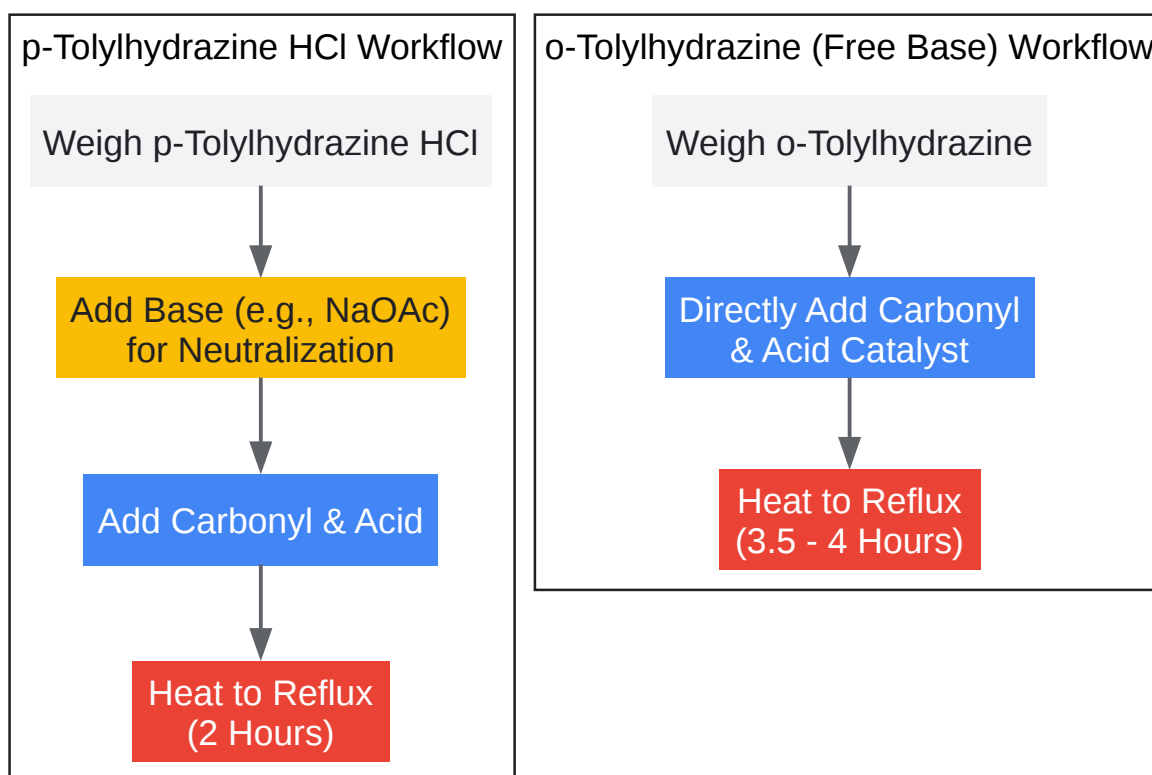 p-Tolylhydrazine HCl Workflow
Weigh p-Tolylhydrazine HCl
Add Base (e.g., NaOAc)
for Neutralization
Add Carbonyl & Acid
Heat to Reflux
(2 Hours)
o-Tolylhydrazine (Free Base) Workflow
Weigh o-Tolylhydrazine
Directly Add Carbonyl
& Acid Catalyst
Heat to Reflux
(3.5 - 4 Hours)